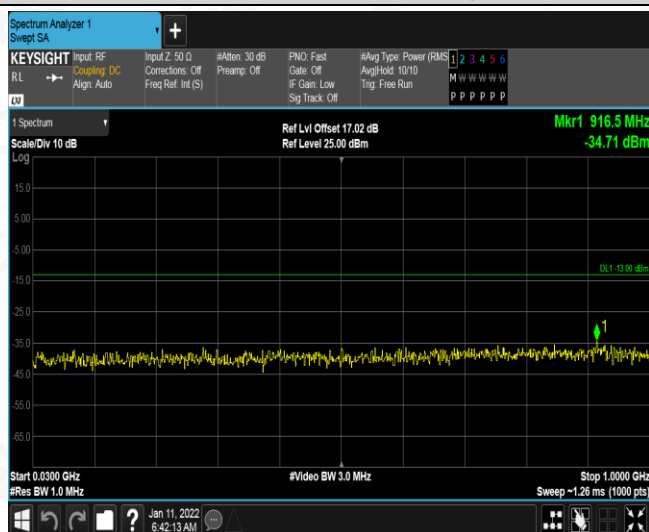 Spectrum Analyzer 1
Swept SA
+
KEYSIGHT
RL
LXI
Input: RF
Coupling: DC
Align: Auto
Input Z: 50 Ω
Corrections: Off
Freq Ref: Int (S)
#Atten: 30 dB
Preamp: Off
PNO: Fast
Gate: Off
IF Gain: Low
Sig Track: Off
#Avg Type: Power (RMS
Avg|Hold: 10/10
Trig: Free Run
1 2 3 4 5 6
M W W W W W
P P P P P P
1 Spectrum
Scale/Div 10 dB
Log
Ref Lvl Offset 17.02 dB
Ref Level 25.00 dBm
Mkr1 916.5 MHz
-34.71 dBm
15.0
5.00
-5.00
DL1 -13.00 dBm
-15.0
-25.0
1
-35.0
-45.0
-55.0
-65.0
Start 0.0300 GHz
#Res BW 1.0 MHz
#Video BW 3.0 MHz
Stop 1.0000 GHz
Sweep ~1.26 ms (1000 pts)
?
Jan 11, 2022
6:42:13 AM